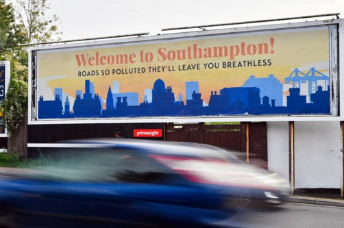 Welcome to Southampton!
ROADS SO POLLUTED THEY'LL LEAVE YOU BREATHLESS
primesight